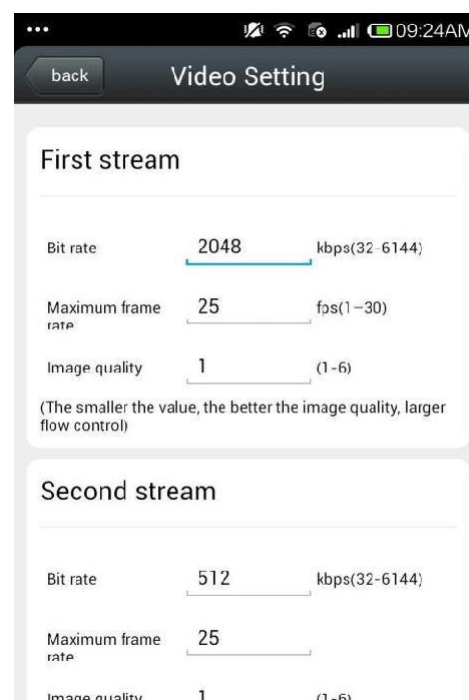 09:24AM
back
Video Setting
First stream
Bit rate 2048 kbps(32-6144)
Maximum frame 25 fps(1-30)
rate
Image quality 1 (1-6)
(The smaller the value, the better the image quality, larger
flow control)
Second stream
Bit rate 512 kbps(32-6144)
Maximum frame 25
rate
Image quality 1 (1-6)